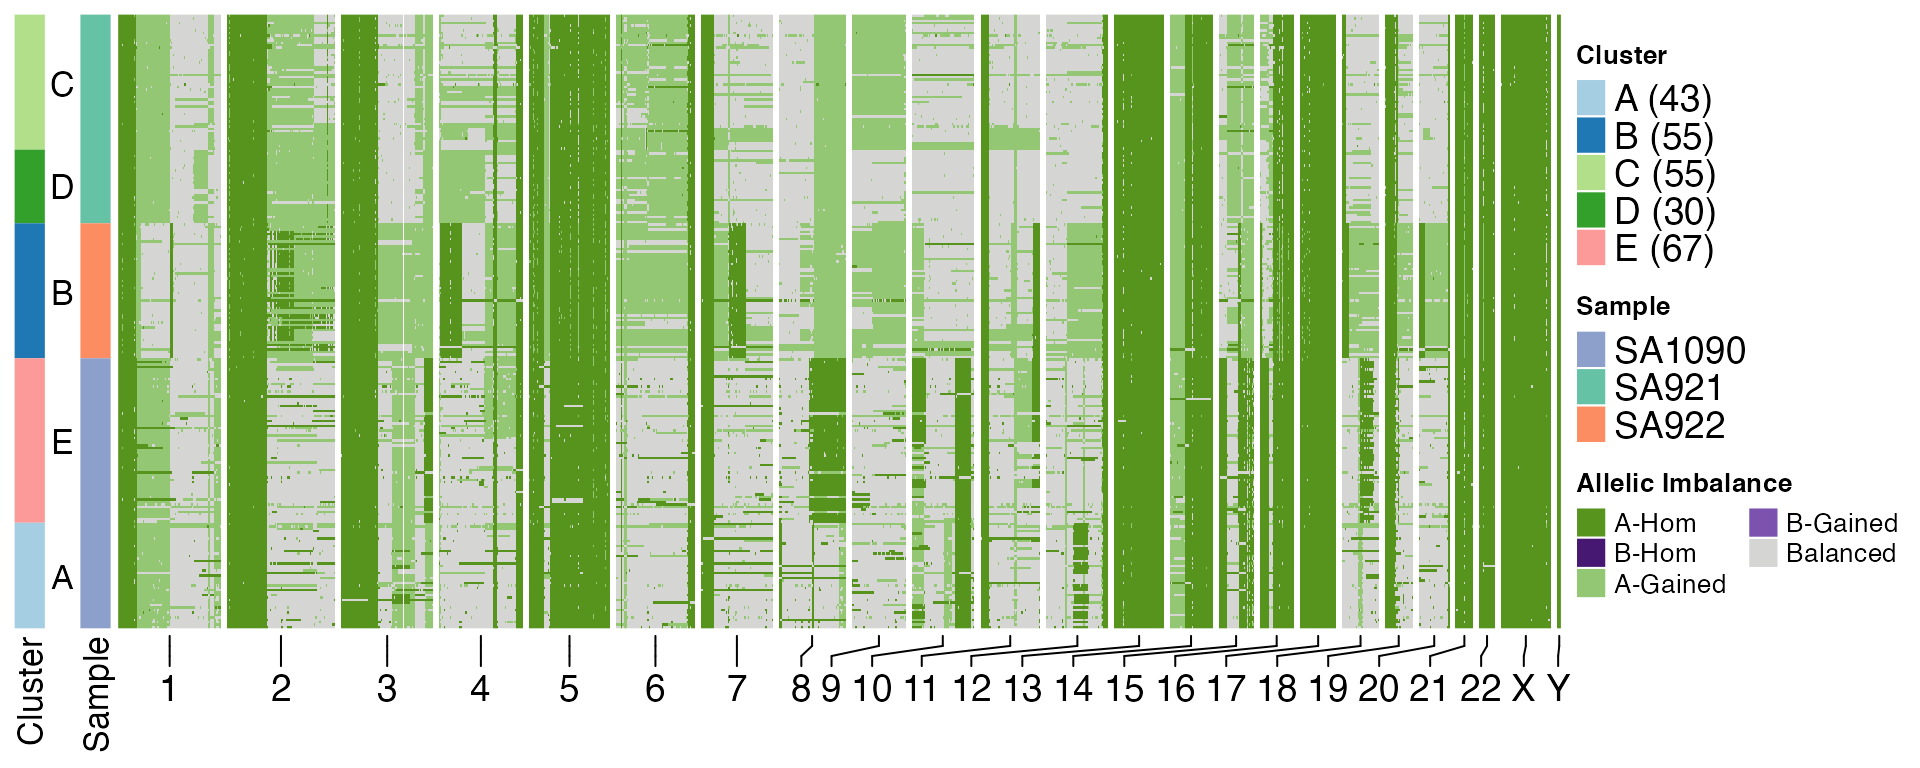 C
D
B
E
A
Cluster
Sample
1 2 3 4 5 6 7 8 9 10 11 12 13 14 15 16 17 18 19 20 21 22 X Y
Cluster
A (43)
B (55)
C (55)
D (30)
E (67)
Sample
SA1090
SA921
SA922
Allelic Imbalance
A-Hom B-Gained
B-Hom Balanced
A-Gained